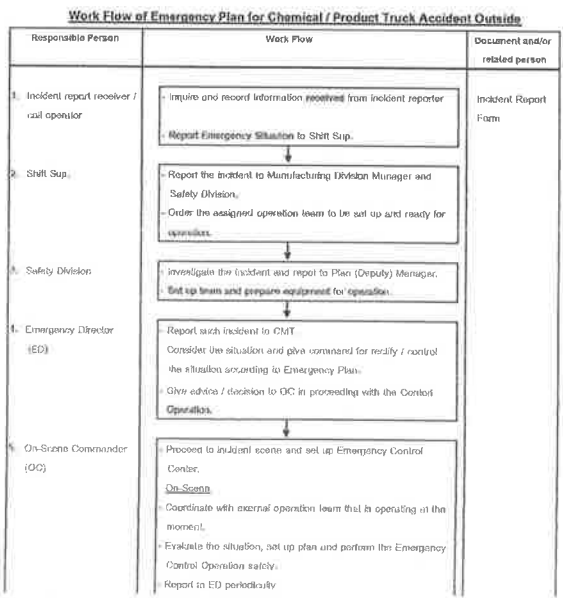 Work Flow of Emergency Plan for Chemical / Product Truck Accident Outside
Responsible Person
Work Flow
Document and/or
related person
1. Incident report receiver /
call operator
- Inquire and record information received from incident reporter
- Report Emergency Situation to Shift Sup.
Incident Report
Form
2. Shift Sup.
- Report the incident to Manufacturing Division Manager and
Safety Division.
- Order the assigned operation team to be set up and ready for
operation.
3. Safety Division
- Investigate the incident and repot to Plan (Deputy) Manager.
- Set up team and prepare equipment for operation.
4. Emergency Director
(ED)
- Report such incident to CMT
Consider the situation and give command for rectify / control
the situation according to Emergency Plan.
- Give advice / decision to OC in proceeding with the Contorl
Operation.
5. On-Scene Commander
(OC)
- Proceed to incident scene and set up Emergency Control
Center.
On-Scene
- Coordinate with external operation team that is operating at the
moment.
- Evaluate the situation, set up plan and perform the Emergency
Control Operation safely.
- Report to ED periodically